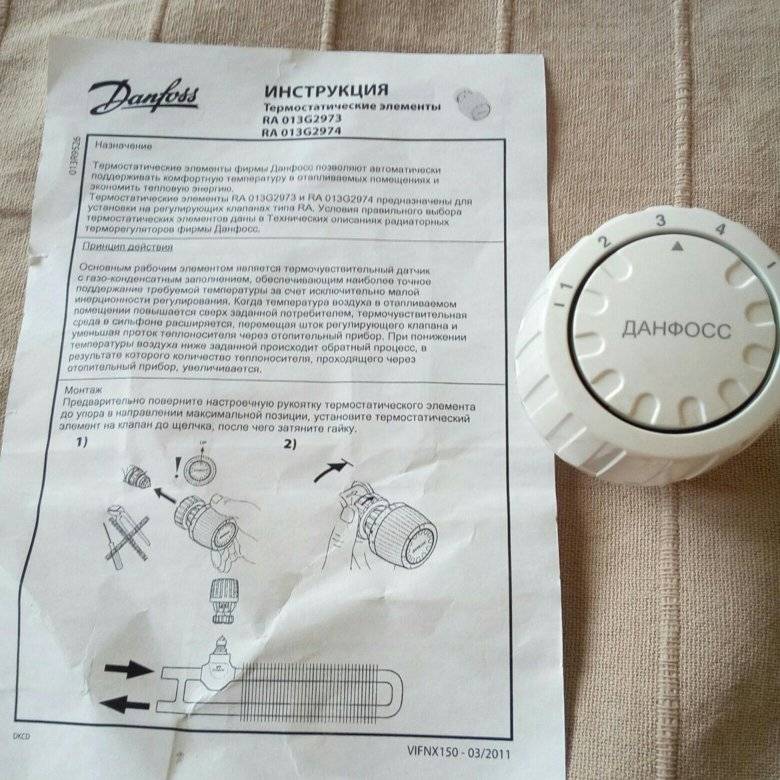 Danfoss
ИНСТРУКЦИЯ
Термостатические элементы
RA 013G2973
RA 013G2974
013R9526
Назначение
Термостатические элементы фирмы Данфосс позволяют автоматически
поддерживать комфортную температуру в отапливаемых помещениях и
экономить тепловую энергию.
Термостатические элементы RA 013G2973 и RA 013G2974 предназначены для
установки на регулирующих клапанах типа RA. Условия правильного выбора
термостатических элементов даны в Технических описаниях радиаторных
терморегуляторов фирмы Данфосс.
Принцип действия
Основным рабочим элементом является термочувствительный датчик
с газо-конденсатным заполнением, обеспечивающим наиболее точное
поддержание требуемой температуры за счет исключительно малой
инерционности регулирования. Когда температура воздуха в отапливаемом
помещении повышается сверх заданной потребителем, термочувствительная
среда в сильфоне расширяется, перемещая шток регулирующего клапана и
уменьшая проток теплоносителя через отопительный прибор. При понижении
температуры воздуха ниже заданной происходит обратный процесс, в
результате которого количество теплоносителя, проходящего через
отопительный прибор, увеличивается.
Монтаж
Предварительно поверните настроечную рукоятку термостатического элемента
до упора в направлении максимальной позиции, установите термостатический
элемент на клапан до щелчка, после чего затяните гайку.
1) 2)
!
DKCD
VIFNX150 - 03/2011
I 1 2 3 4 I
ДАНФОСС